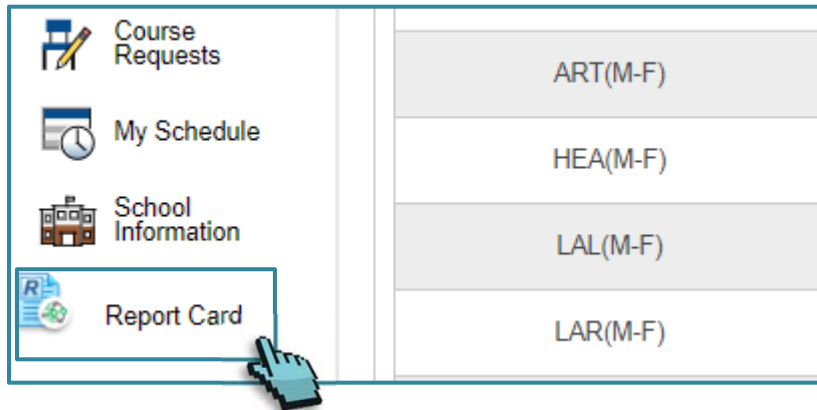 Course
Requests
My Schedule
School
Information
R
Report Card
ART(M-F)
HEA(M-F)
LAL(M-F)
LAR(M-F)